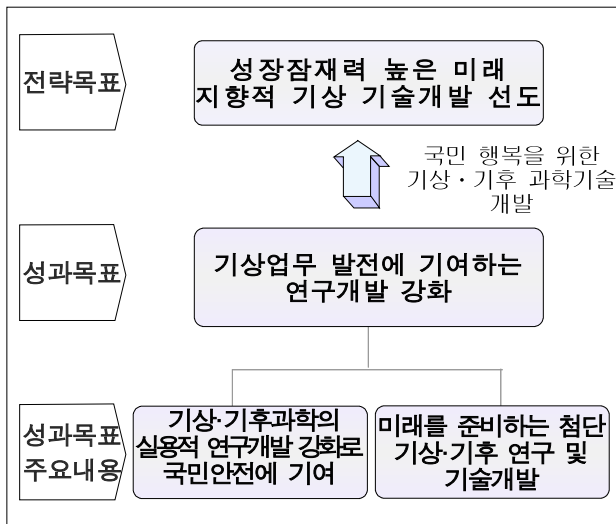 전략목표
성장잠재력 높은 미래
지향적 기상 기술개발 선도
국민 행복을 위한
기상·기후 과학기술
개발
성과목표
기상업무 발전에 기여하는
연구개발 강화
성과목표
주요내용
기상·기후과학의
실용적 연구개발 강화로
국민안전에 기여
미래를 준비하는 첨단
기상·기후 연구 및
기술개발